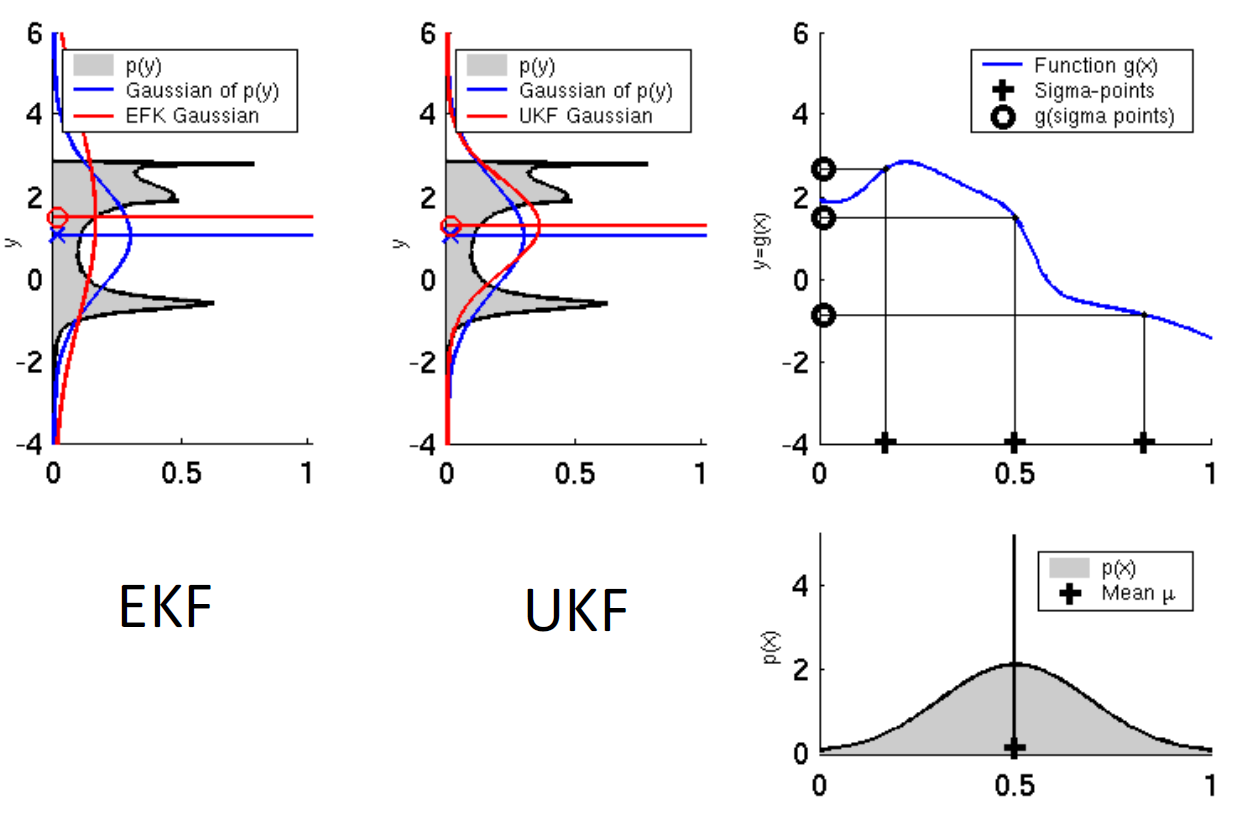 6
4
2
0
-2
-4
y
p(y)
Gaussian of p(y)
EFK Gaussian
0
0.5
1
EKF
6
4
2
0
-2
-4
y
p(y)
Gaussian of p(y)
UKF Gaussian
0
0.5
1
UKF
6
4
2
0
-2
-4
y=g(x)
Function g(x)
Sigma-points
g(sigma points)
0
0.5
1
4
2
0
p(x)
p(x)
Mean μ
0
0.5
1